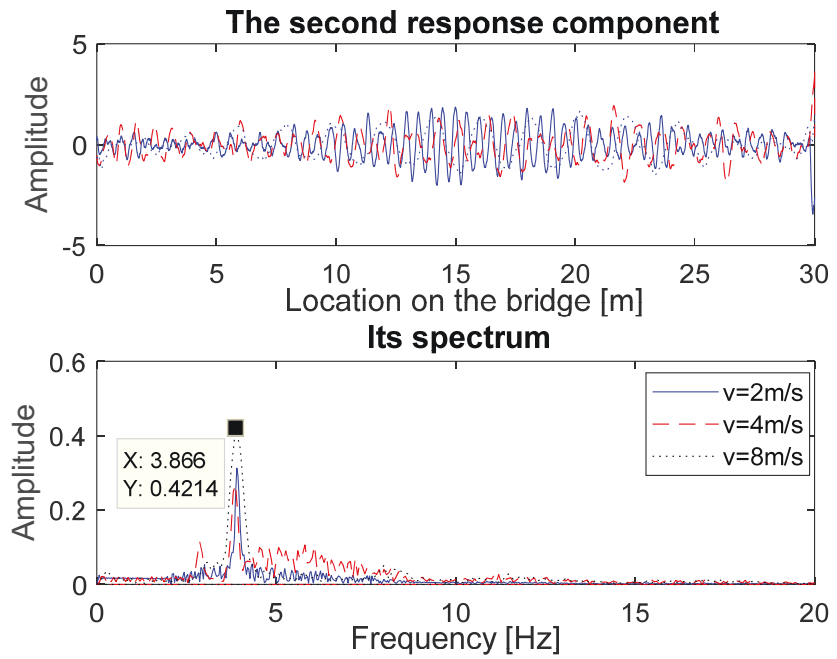 The second response component
Amplitude
5
0
-5
0 5 10 15 20 25 30
Location on the bridge [m]
Its spectrum
Amplitude
0.6
0.4
0.2
0
X: 3.866
Y: 0.4214
v=2m/s
v=4m/s
v=8m/s
0 5 10 15 20
Frequency [Hz]